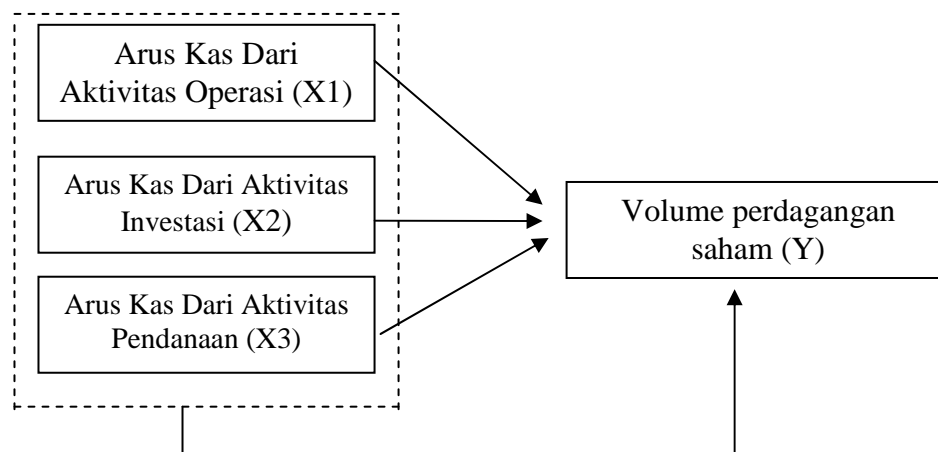 Arus Kas Dari
Aktivitas Operasi (X1)
Arus Kas Dari Aktivitas
Investasi (X2)
Arus Kas Dari Aktivitas
Pendanaan (X3)
Volume perdagangan
saham (Y)